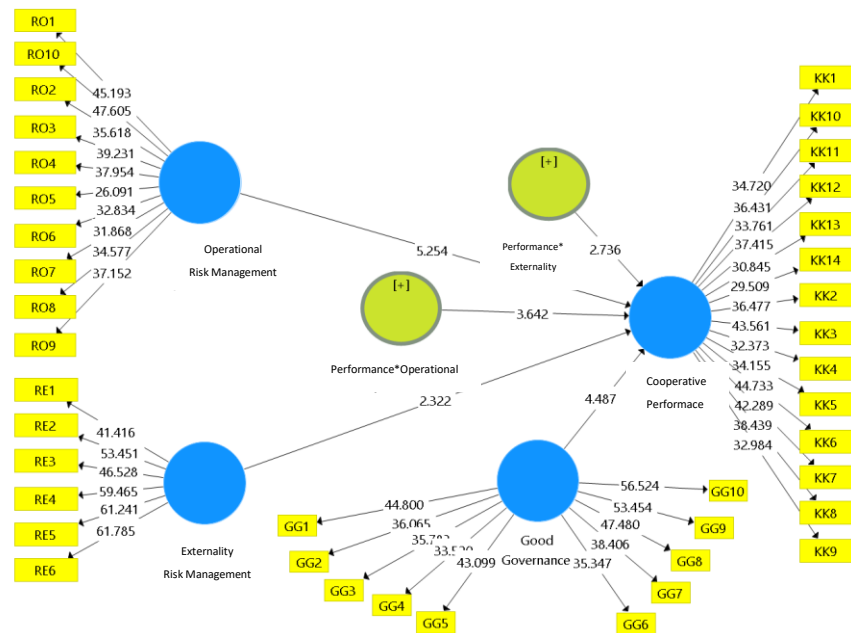 RO1
RO10
RO2
RO3
RO4
RO5
RO6
RO7
RO8
RO9
45.193
47.605
35.618
39.231
37.954
26.091
32.834
31.868
34.577
37.152
Operational
Risk Management
[+]
Performance*
Externality
2.736
5.254
[+]
3.642
Performance*Operational
2.322
4.487
Cooperative
Performace
KK1
KK10
KK11
KK12
KK13
KK14
KK2
KK3
KK4
KK5
KK6
KK7
KK8
KK9
34.720
36.431
33.761
37.415
30.845
29.509
36.477
43.561
32.373
34.155
44.733
42.289
38.439
32.984
RE1
RE2
RE3
RE4
RE5
RE6
41.416
53.451
46.528
59.465
61.241
61.785
Externality
Risk Management
Good
Governance
44.800
36.065
43.099
35.347
38.406
47.480
53.454
56.524
GG1
GG2
GG3
GG4
GG5
GG6
GG7
GG8
GG9
GG10